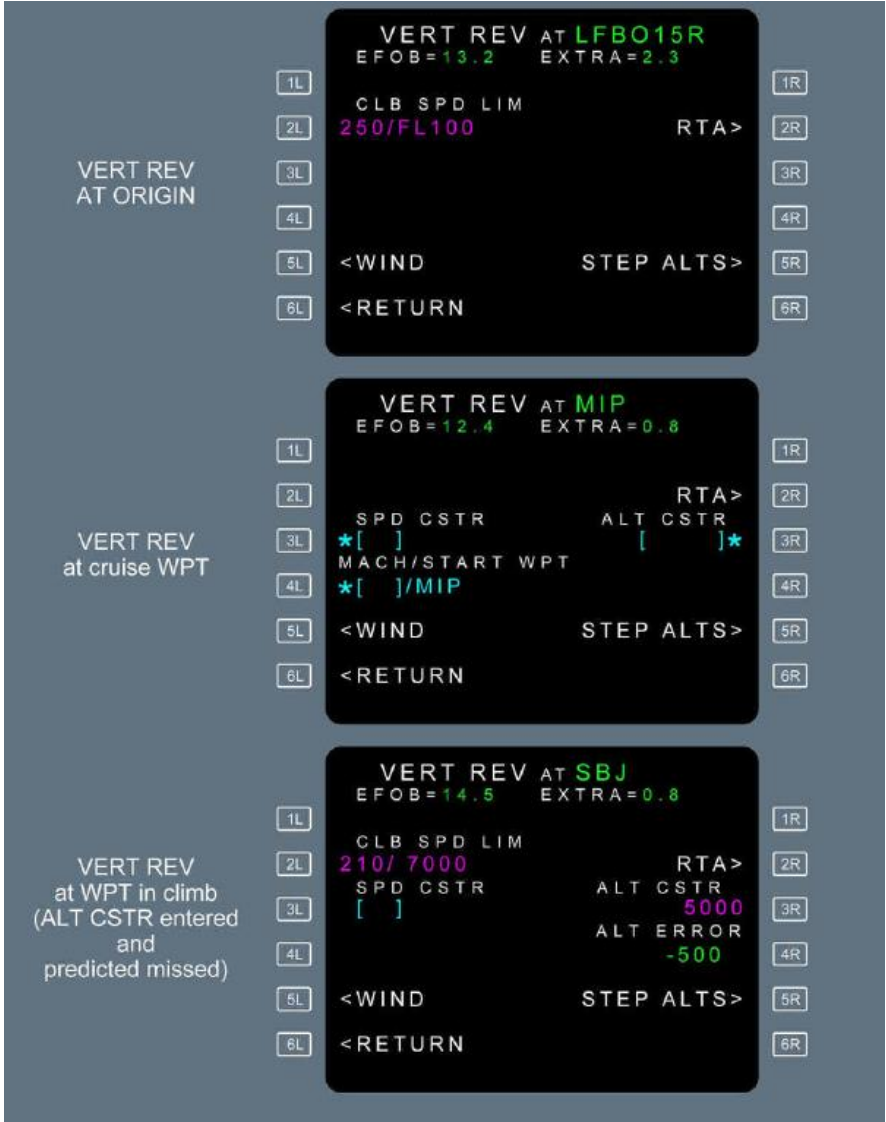 VERT REV AT LFBO15R
EFOB=13.2 EXTRA=2.3
1L 1R
CLB SPD LIM
2L 250/FL100 RTA> 2R
VERT REV
AT ORIGIN
3L 3R
4L 4R
5L <WIND STEP ALTS> 5R
6L <RETURN 6R
VERT REV AT MIP
EFOB=12.4 EXTRA=0.8
1L 1R
2L RTA> 2R
SPD CSTR ALT CSTR
VERT REV
at cruise WPT
3L *[ ] [ ]* 3R
MACH/START WPT
4L *[ ]/MIP 4R
5L <WIND STEP ALTS> 5R
6L <RETURN 6R
VERT REV AT SBJ
EFOB=14.5 EXTRA=0.8
1L 1R
CLB SPD LIM
2L 210/ 7000 RTA> 2R
SPD CSTR ALT CSTR
VERT REV
at WPT in climb
(ALT CSTR entered
and
predicted missed)
3L [ ] 5000 3R
ALT ERROR
4L -500 4R
5L <WIND STEP ALTS> 5R
6L <RETURN 6R